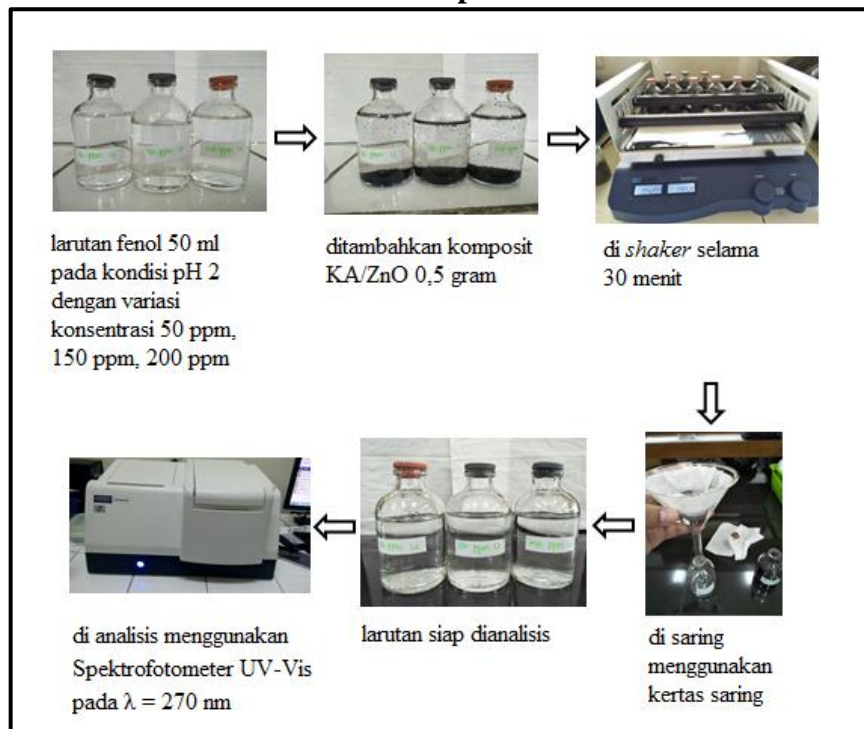 larutan fenol 50 ml
pada kondisi pH 2
dengan variasi
konsentrasi 50 ppm,
150 ppm, 200 ppm
ditambahkan komposit
KA/ZnO 0,5 gram
di shaker selama
30 menit
di saring
menggunakan
kertas saring
larutan siap dianalisis
di analisis menggunakan
Spektrofotometer UV-Vis
pada λ = 270 nm